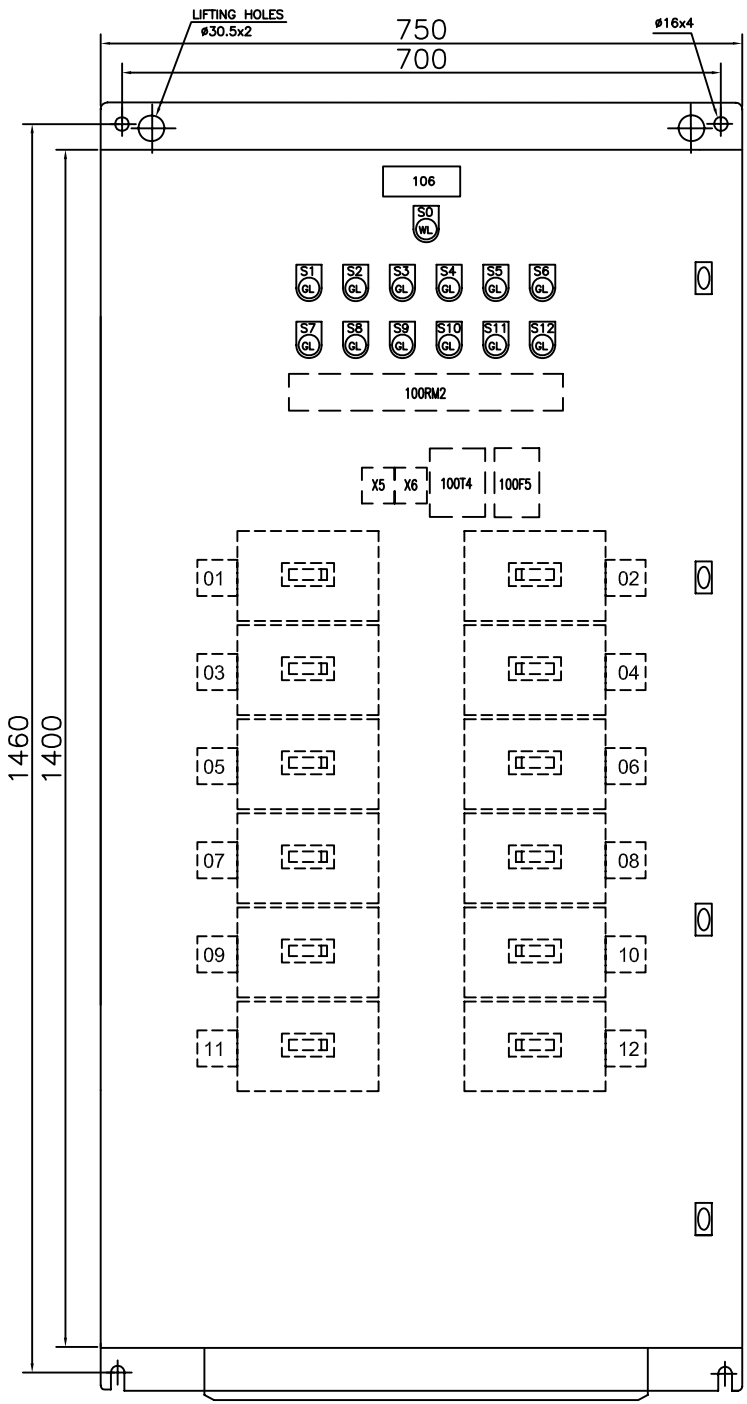 LIFTING HOLES
ø30.5x2
750
ø16x4
700
106
S0
WL
S1 S2 S3 S4 S5 S6
GL GL GL GL GL GL
S7 S8 S9 S10 S11 S12
GL GL GL GL GL GL
100RM2
X5 X6 100T4 100F5
01 02
03 04
1460
1400
05 06
07 08
09 10
11 12